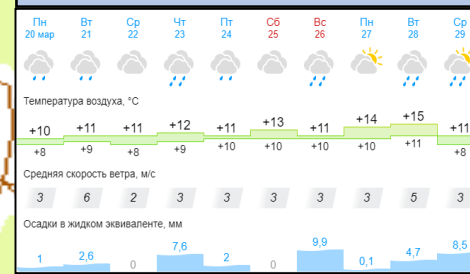 Пн Вт Ср Чт Пт Сб Вс Пн Вт Ср
20 мар 21 22 23 24 25 26 27 28 29
Температура воздуха, °C
+10 +11 +11 +12 +11 +13 +11 +14 +15 +11
+8 +9 +8 +9 +10 +10 +10 +10 +11 +8
Средняя скорость ветра, м/с
3 6 2 3 3 3 3 3 5 3
Осадки в жидком эквиваленте, мм
1 2,6 0 7,6 2 0 9,9 0,1 4,7 8,5